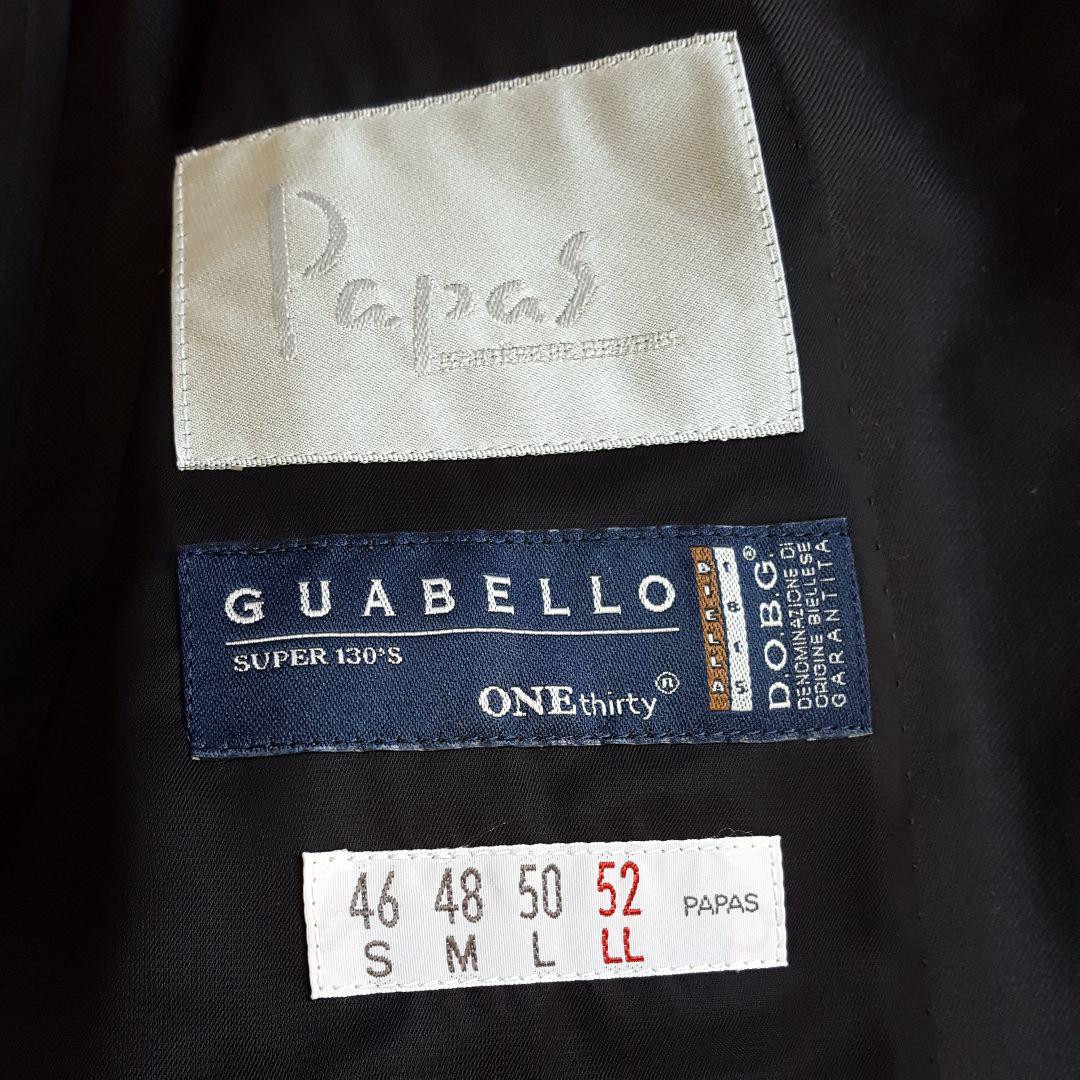 Papas
GUABELLO
SUPER 130'S
ONEthirty®
BIELLA
D.O.B.G.®
DENOMINAZIONE DI
ORIGINE BIELLESE
GARANTITA
46 48 50 52 PAPAS
S M L LL